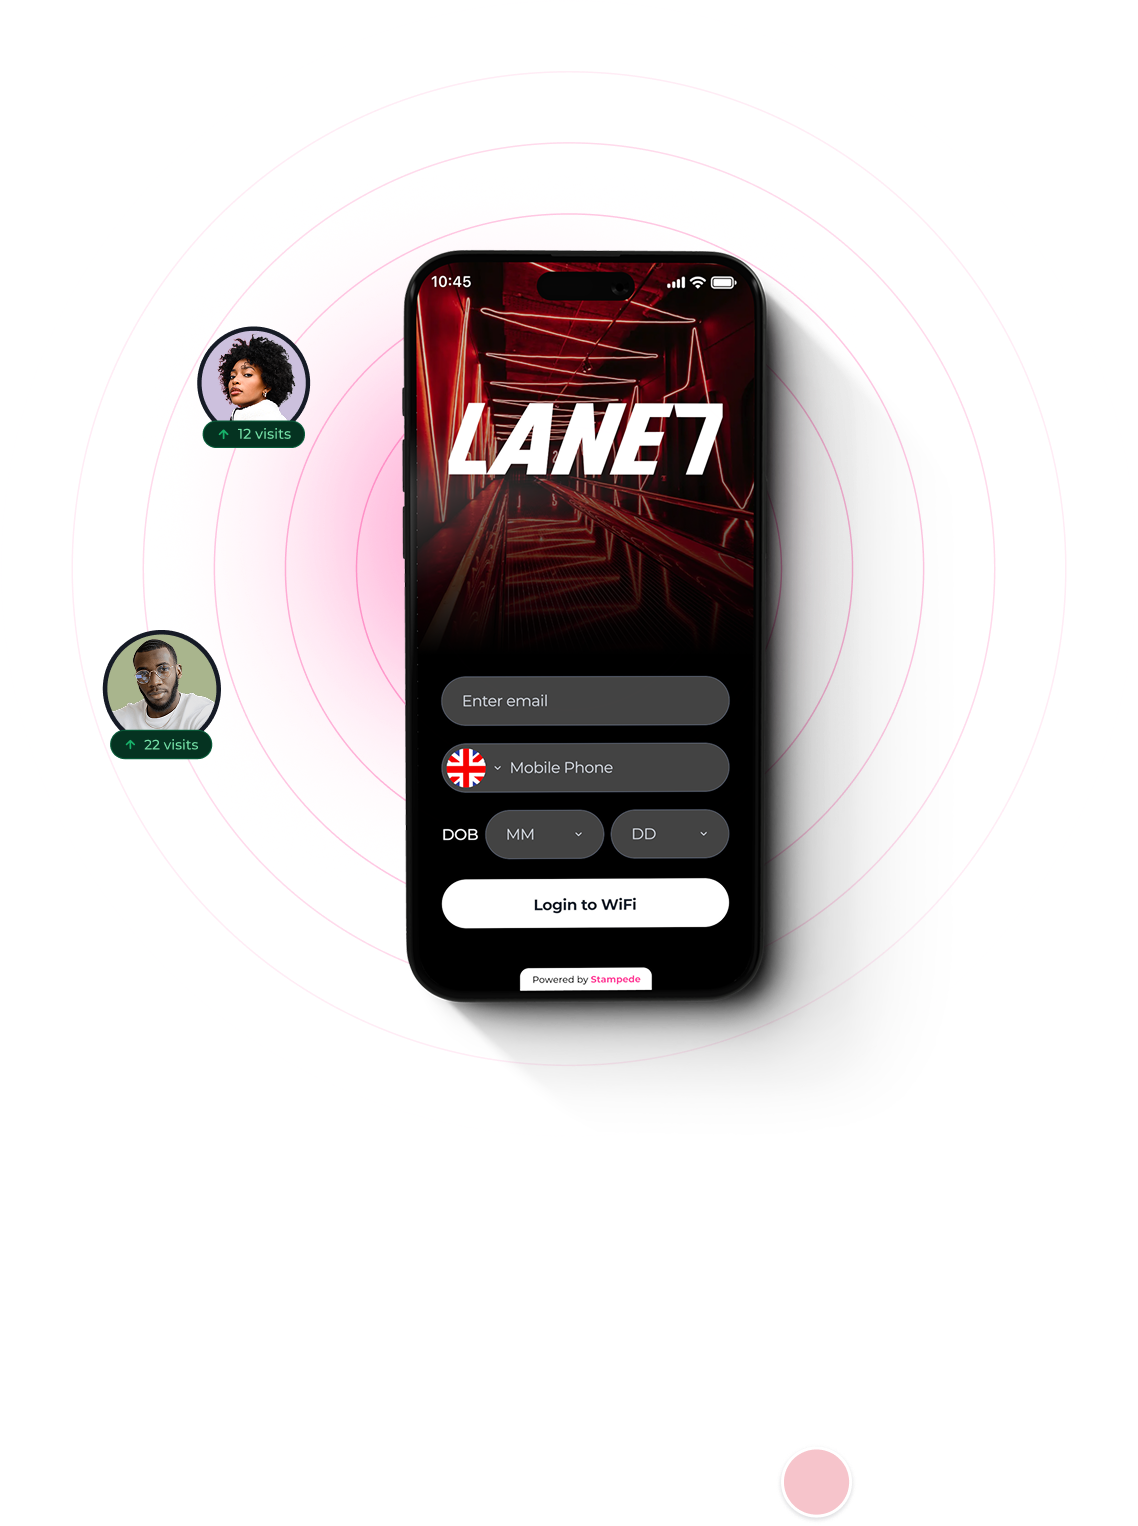 10:45
LANE7
12 visits
22 visits
Enter email
Mobile Phone
DOB MM DD
Login to WiFi
Powered by Stampede